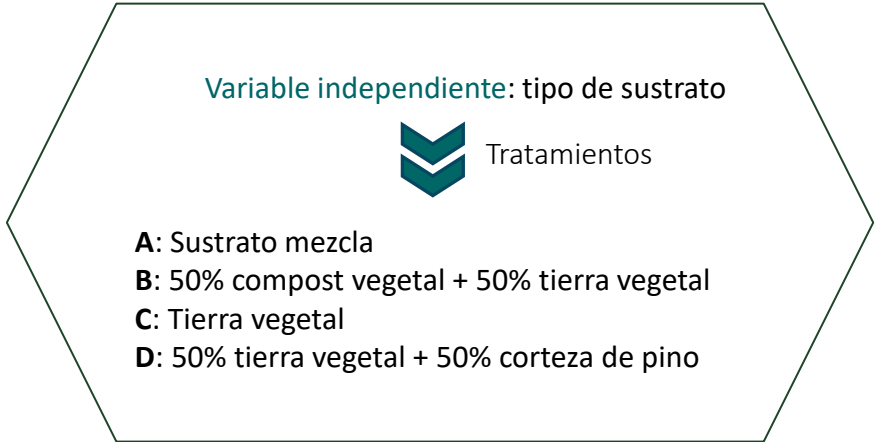 Variable independiente: tipo de sustrato
Tratamientos
A: Sustrato mezcla
B: 50% compost vegetal + 50% tierra vegetal
C: Tierra vegetal
D: 50% tierra vegetal + 50% corteza de pino